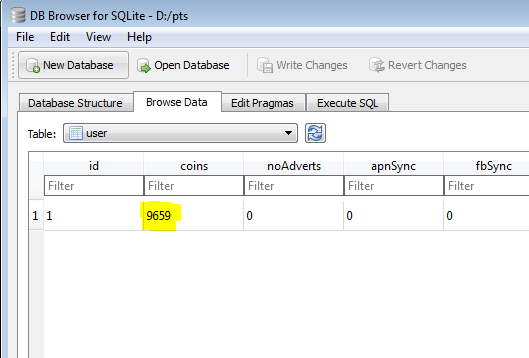 DB Browser for SQLite - D:/pts
File Edit View Help
New Database Open Database Write Changes Revert Changes
Database Structure Browse Data Edit Pragmas Execute SQL
Table: user
id coins noAdverts apnSync fbSync
Filter Filter Filter Filter Filter
1 1 9659 0 0 0